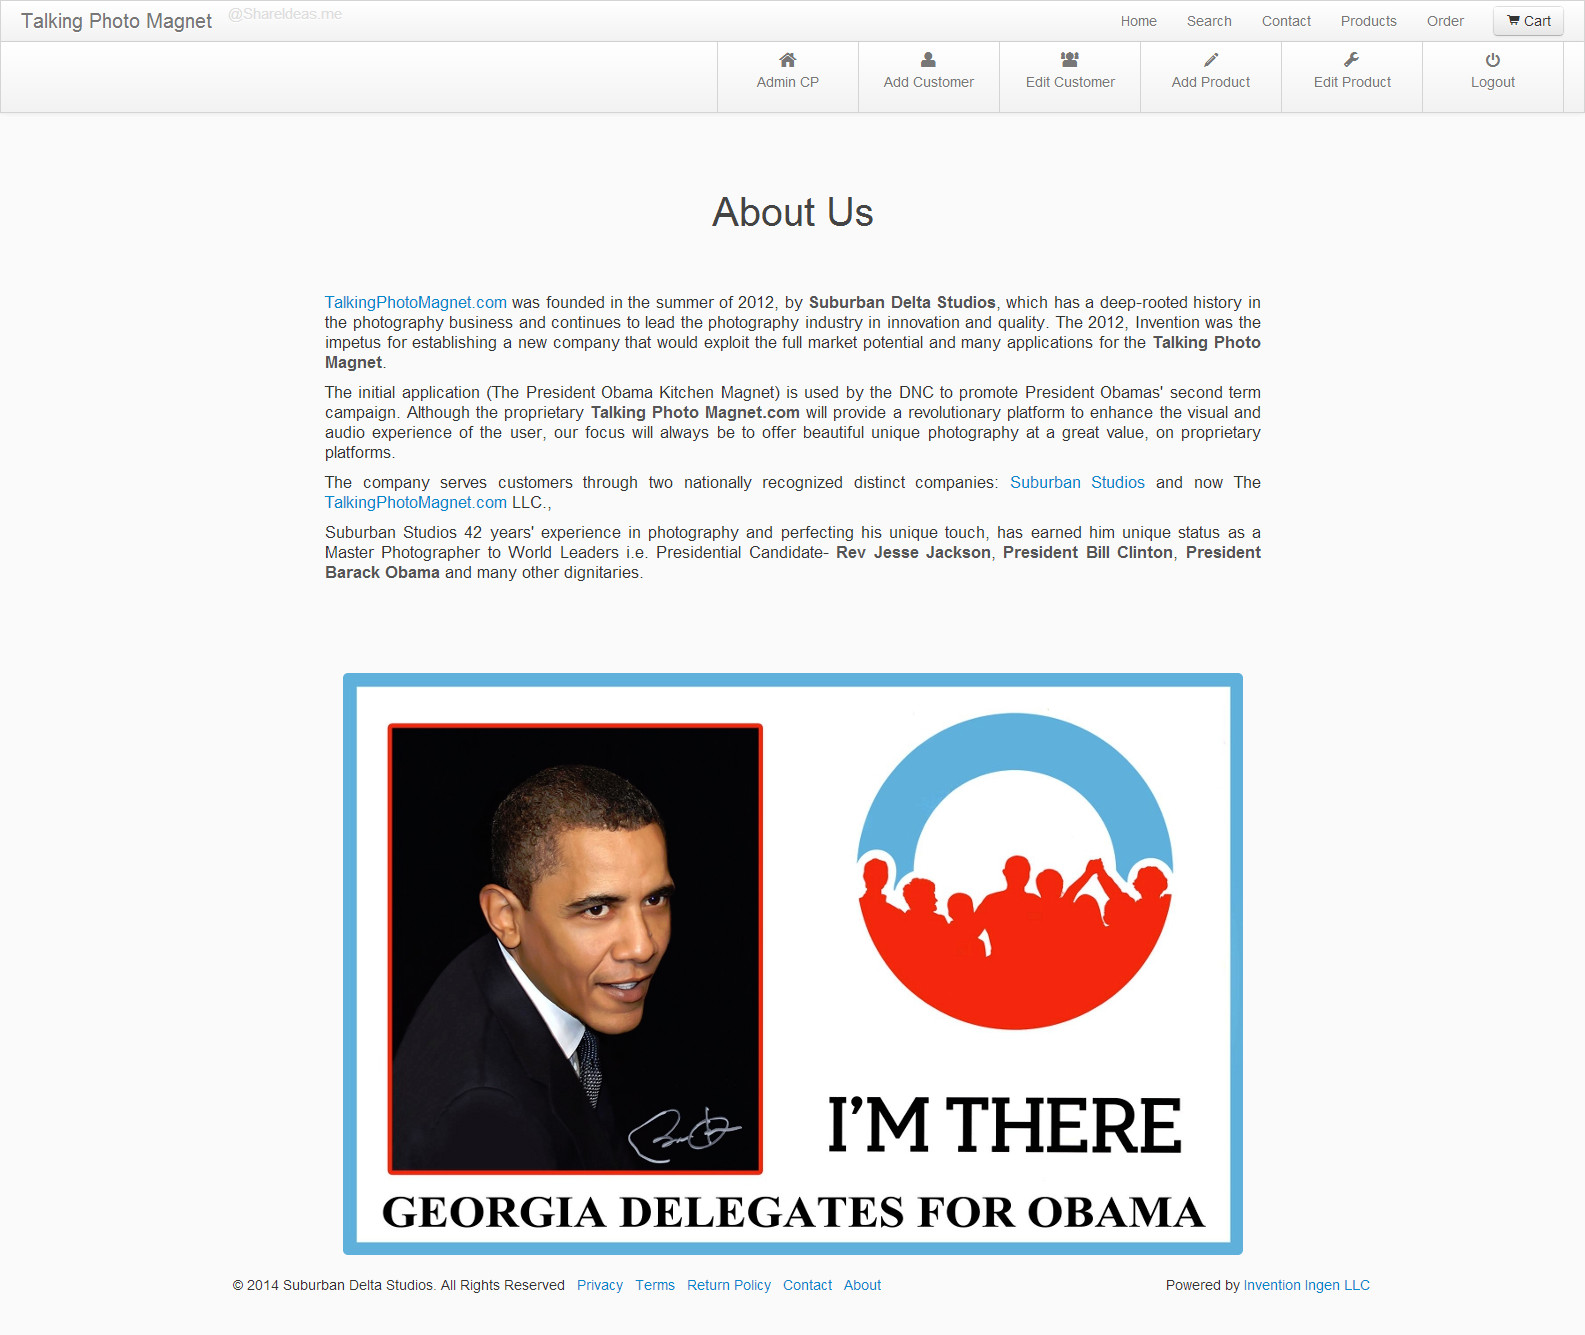 Talking Photo Magnet
@ShareIdeas.me
Home Search Contact Products Order Cart
Admin CP Add Customer Edit Customer Add Product Edit Product Logout
About Us
TalkingPhotoMagnet.com was founded in the summer of 2012, by Suburban Delta Studios, which has a deep-rooted history in
the photography business and continues to lead the photography industry in innovation and quality. The 2012, Invention was the
impetus for establishing a new company that would exploit the full market potential and many applications for the Talking Photo
Magnet.
The initial application (The President Obama Kitchen Magnet) is used by the DNC to promote President Obamas' second term
campaign. Although the proprietary Talking Photo Magnet.com will provide a revolutionary platform to enhance the visual and
audio experience of the user, our focus will always be to offer beautiful unique photography at a great value, on proprietary
platforms.
The company serves customers through two nationally recognized distinct companies: Suburban Studios and now The
TalkingPhotoMagnet.com LLC.,
Suburban Studios 42 years' experience in photography and perfecting his unique touch, has earned him unique status as a
Master Photographer to World Leaders i.e. Presidential Candidate- Rev Jesse Jackson, President Bill Clinton, President
Barack Obama and many other dignitaries.
I'M THERE
GEORGIA DELEGATES FOR OBAMA
© 2014 Suburban Delta Studios. All Rights Reserved Privacy Terms Return Policy Contact About
Powered by Invention Ingen LLC